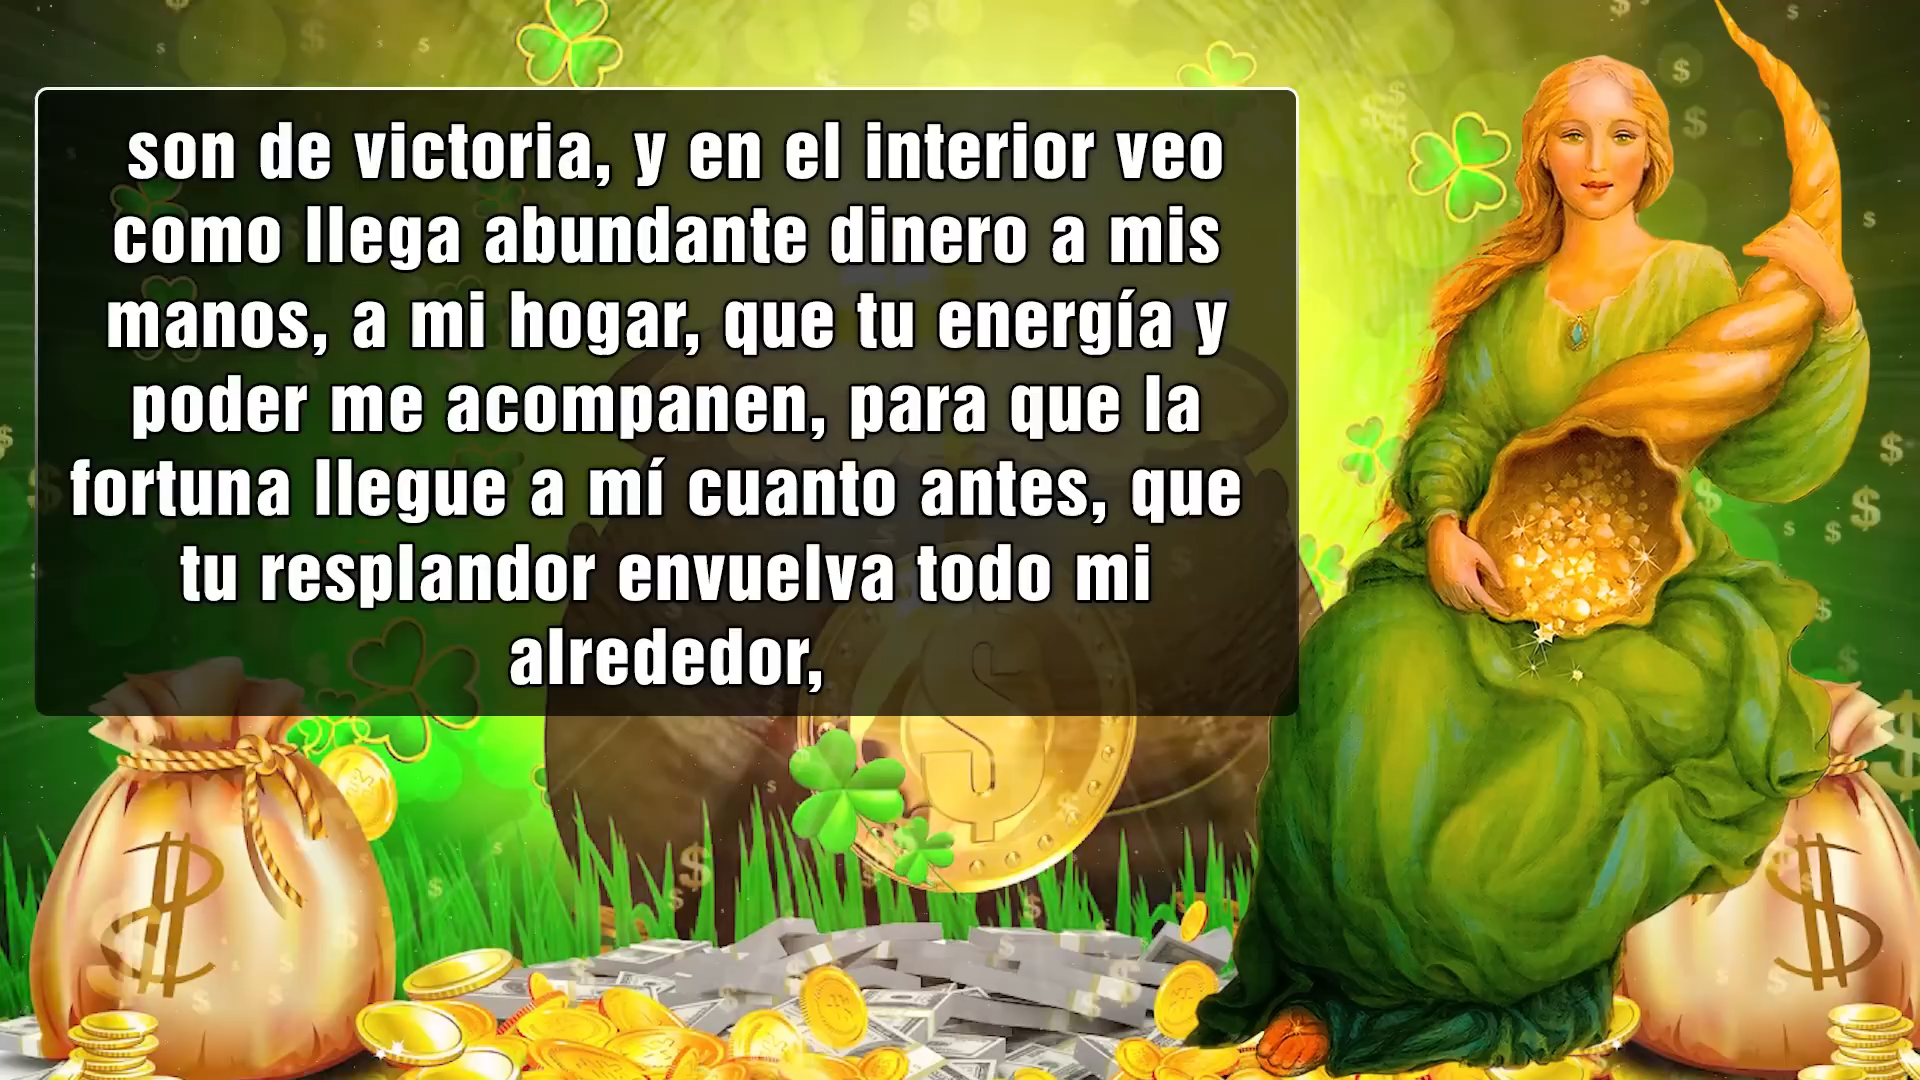 son de victoria, y en el interior veo
como llega abundante dinero a mis
manos, a mi hogar, que tu energía y
poder me acompanen, para que la
fortuna llegue a mí cuanto antes, que
tu resplandor envuelva todo mi
alrededor,